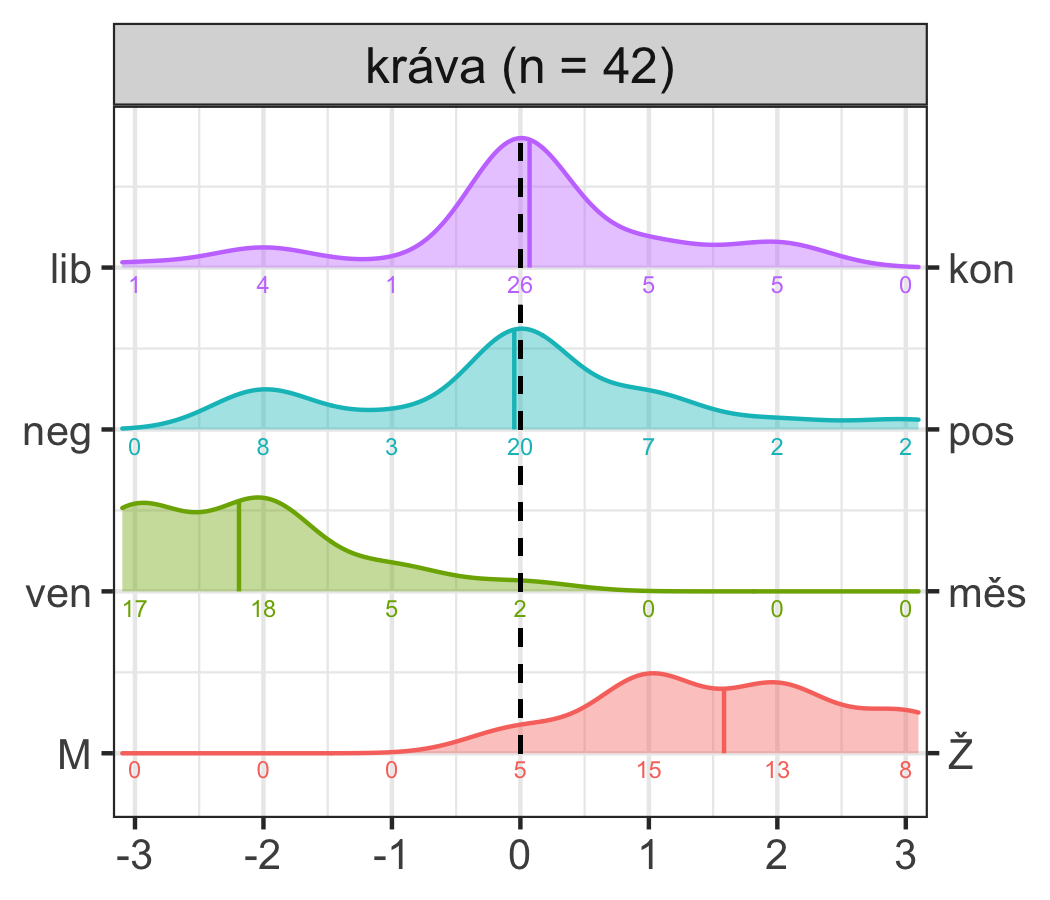 kráva (n = 42)
lib kon
1 4 1 26 5 5 0
neg pos
0 8 3 20 7 2 2
ven měs
17 18 5 2 0 0 0
M Ž
0 0 0 5 15 13 8
-3 -2 -1 0 1 2 3